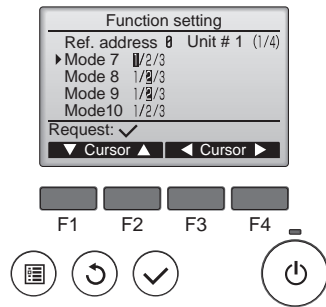 Function setting
Ref. address 0 Unit # 1 (1/4)
Mode 7 1/2/3
Mode 8 1/2/3
Mode 9 1/2/3
Mode10 1/2/3
Request: ✓
▼ Cursor ▲ ◀ Cursor ▶
F1 F2 F3 F4